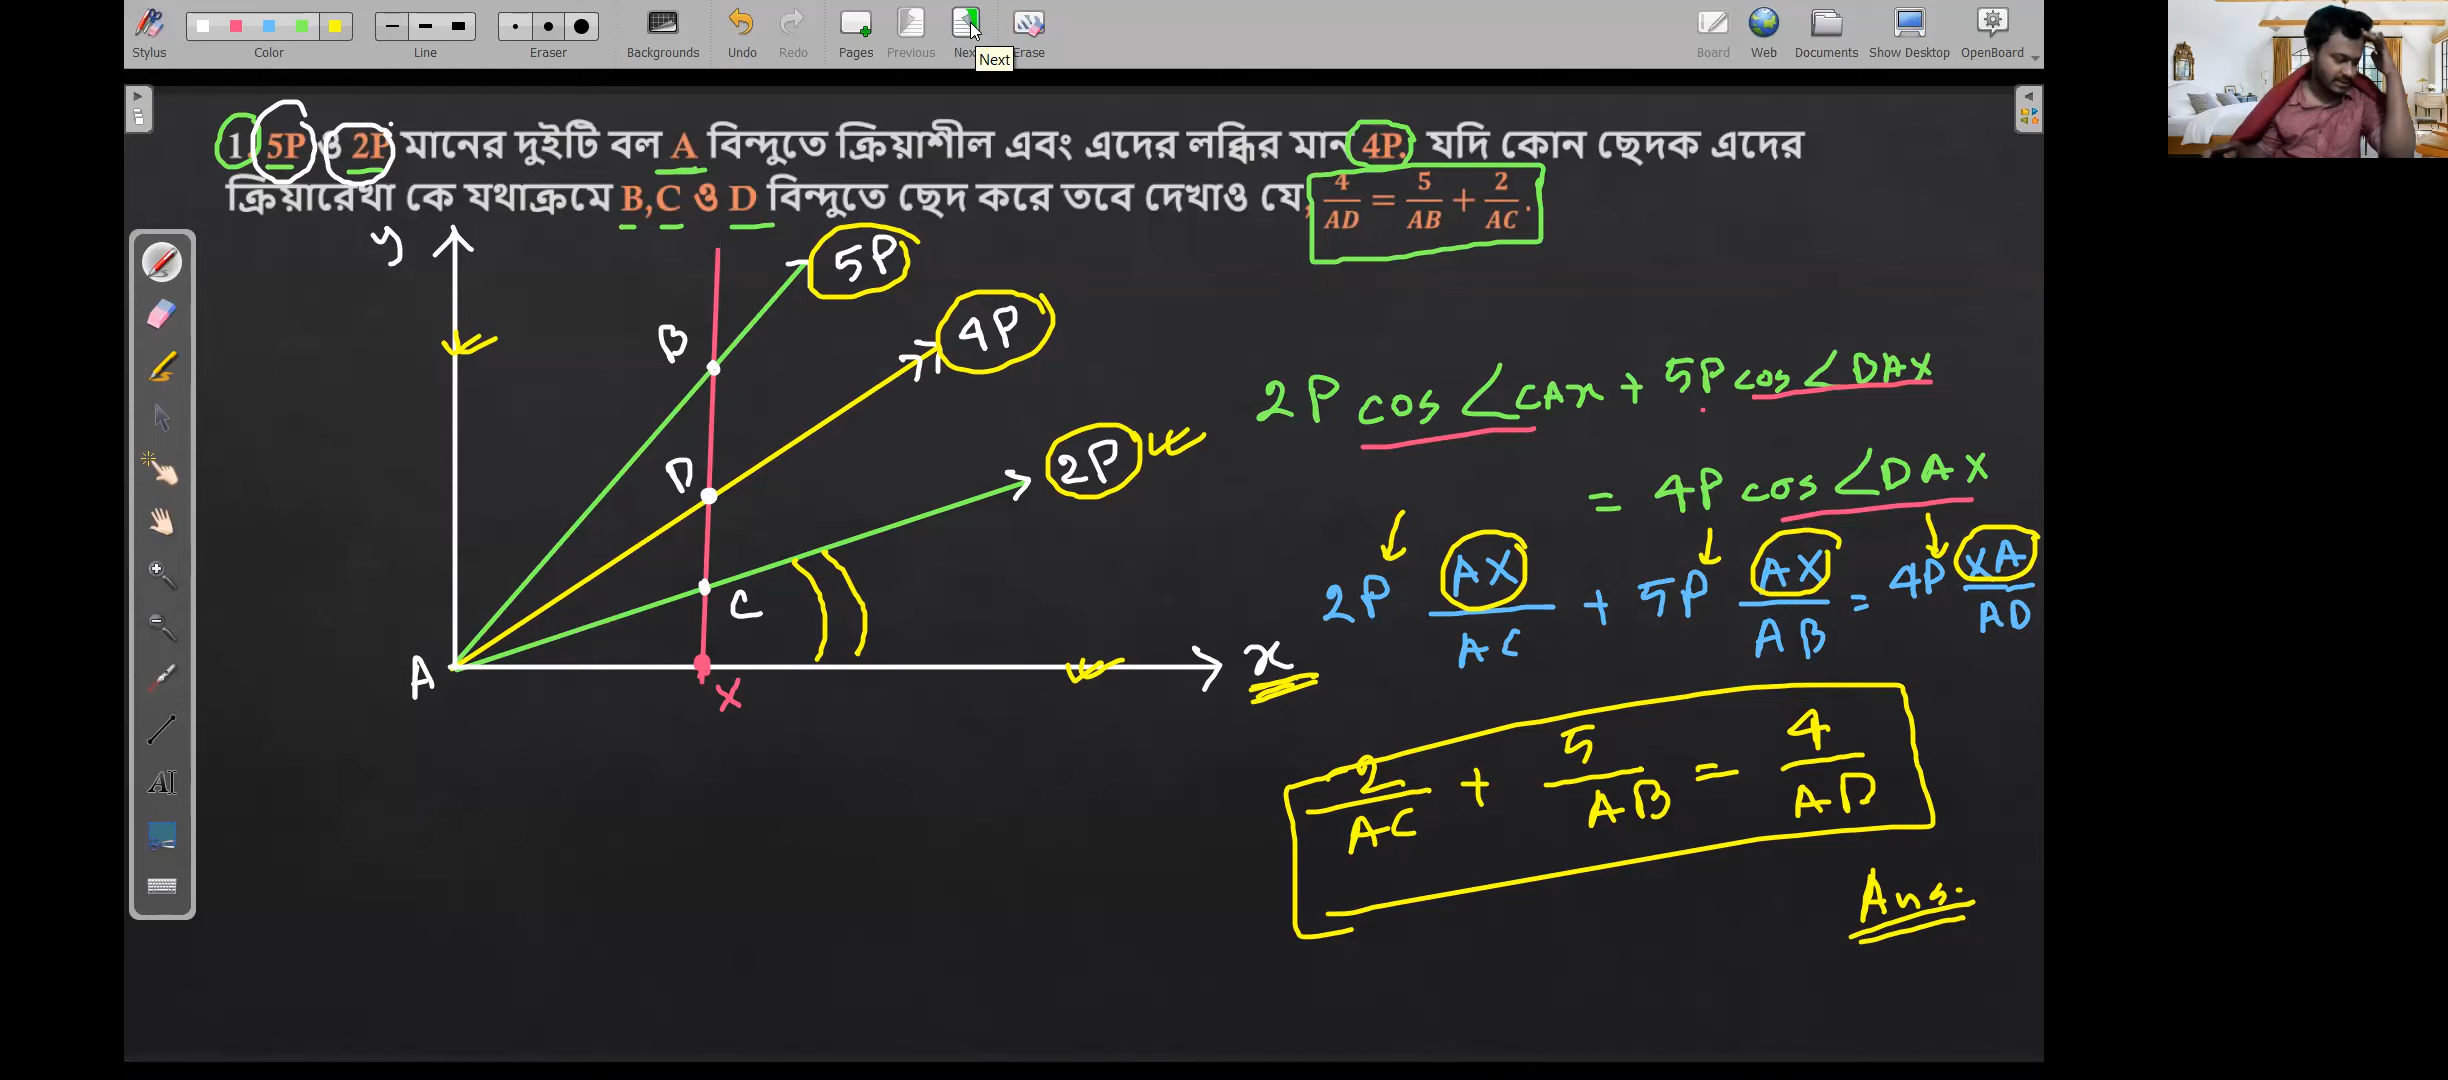 Stylus Color Line Eraser Backgrounds Undo Redo Pages Previous Next Erase Board Web Documents Show Desktop OpenBoard
Next
1. 5P ও 2P মানের দুইটি বল A বিন্দুতে ক্রিয়াশীল এবং এদের লব্ধির মান 4P. যদি কোন ছেদক এদের
ক্রিয়ারেখা কে যথাক্রমে B,C ও D বিন্দুতে ছেদ করে তবে দেখাও যে, 4/AD = 5/AB + 2/AC.
y
5P
B
4P
D
2P
C
A
X
x
2P cos ∠CAx + 5P cos ∠BAX
= 4P cos ∠DAX
2P AX/AC + 5P AX/AB = 4P XA/AD
2/AC + 5/AB = 4/AD
Ans.